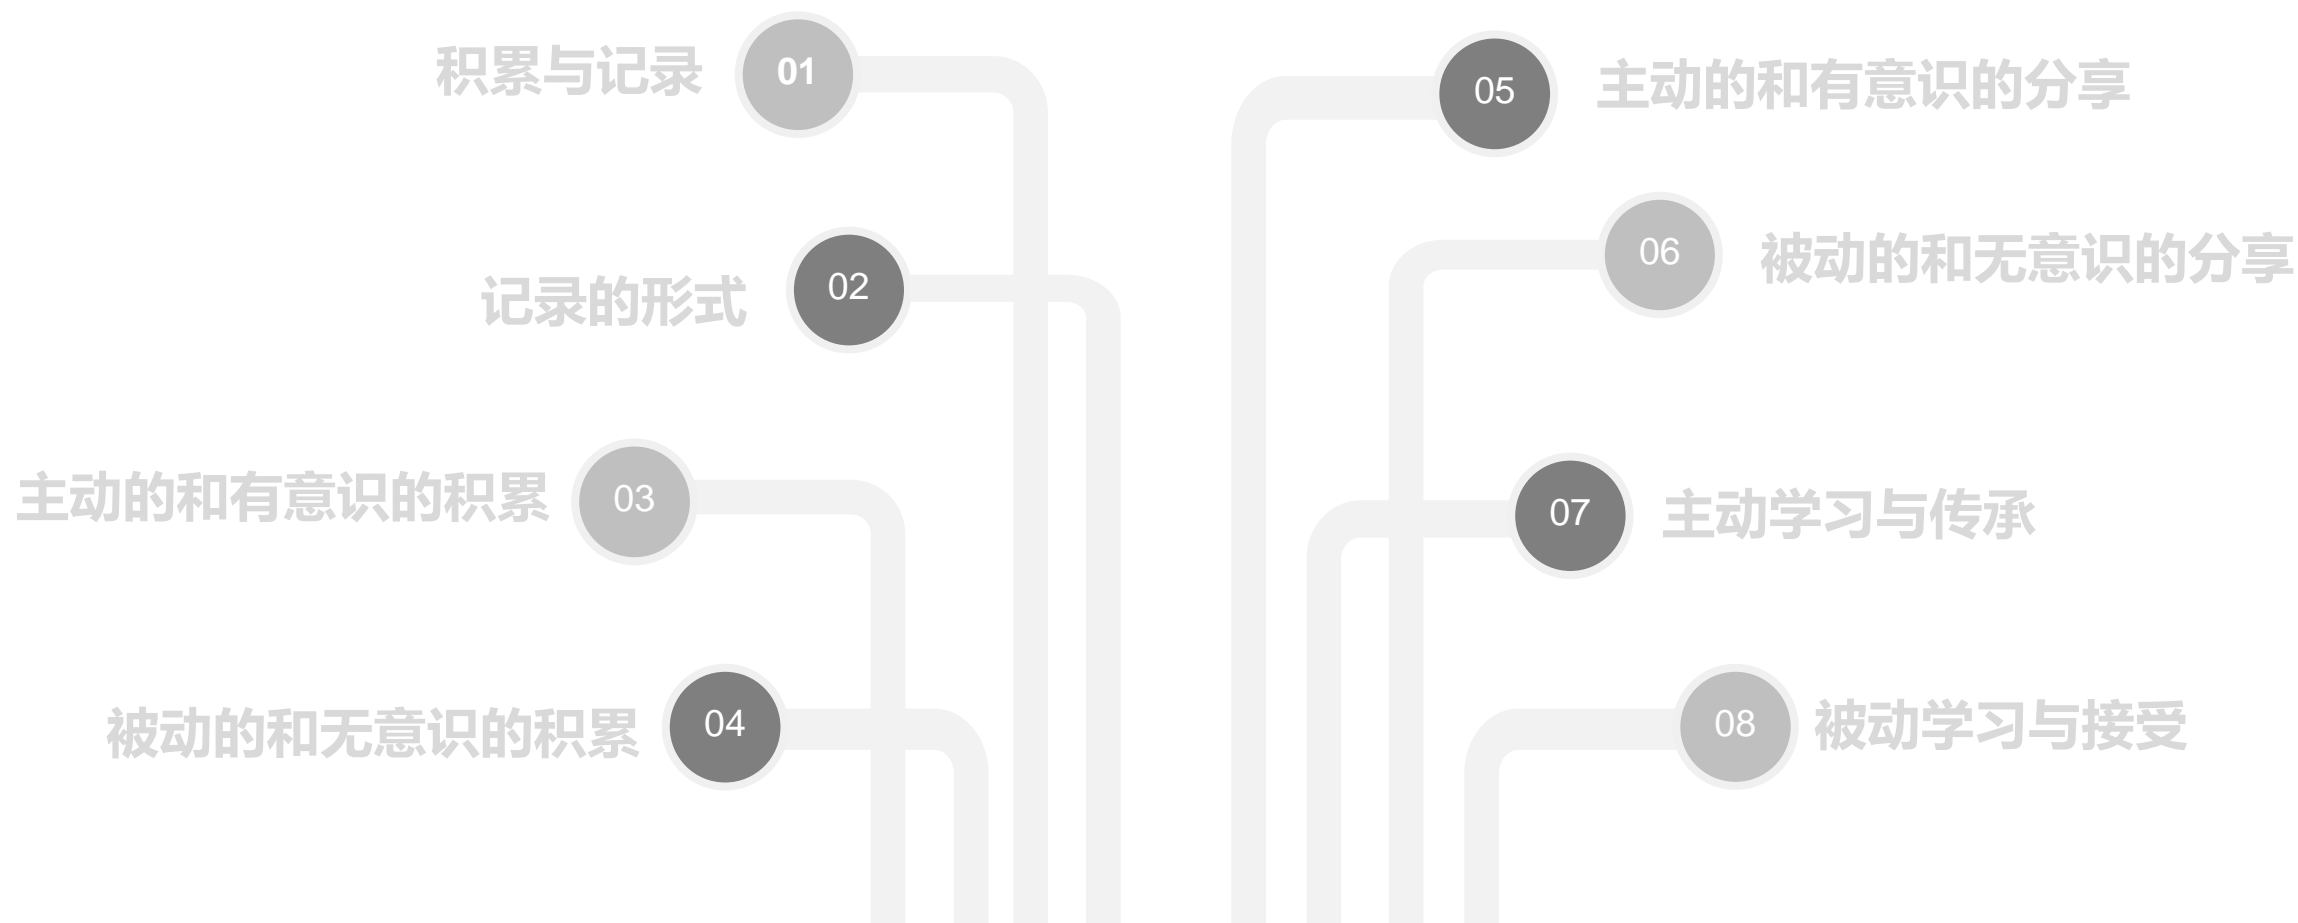 积累与记录
01
记录的形式
02
主动的和有意识的积累
03
被动的和无意识的积累
04
05
主动的和有意识的分享
06
被动的和无意识的分享
07
主动学习与传承
08
被动学习与接受